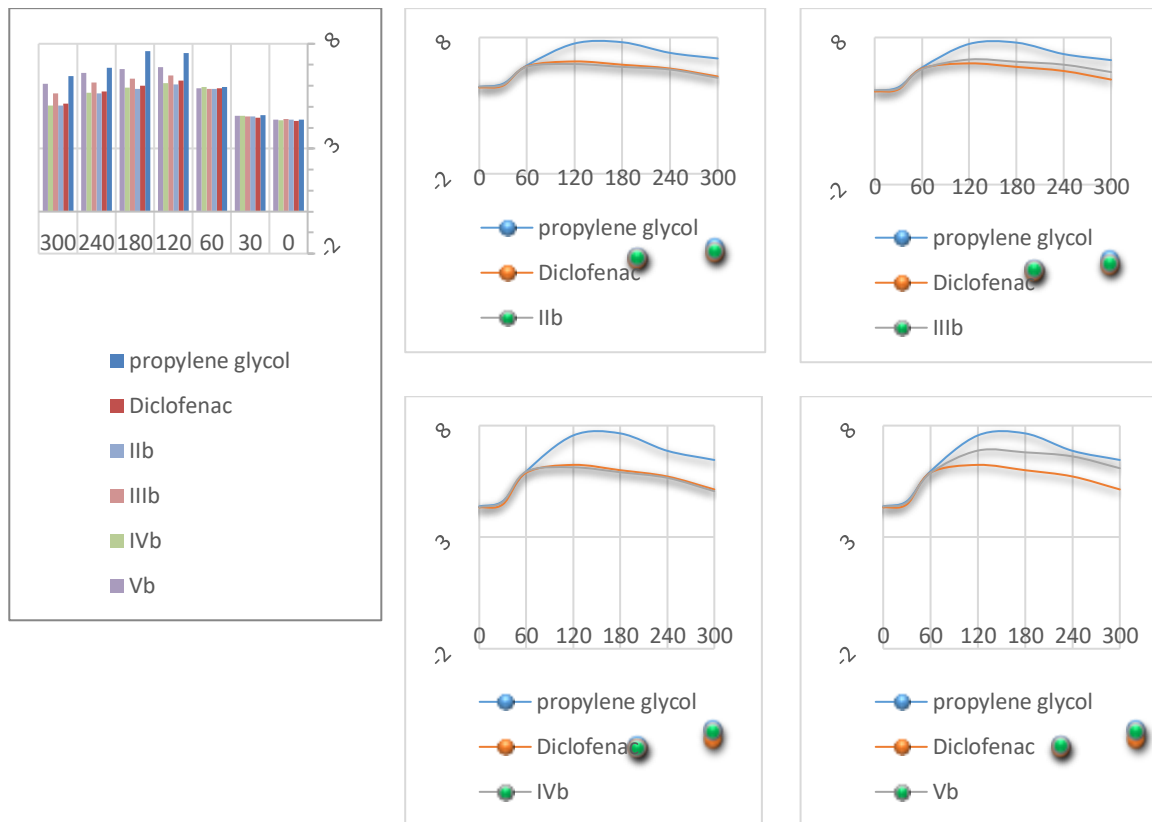 8
3
-2
300 240 180 120 60 30 0
propylene glycol
Diclofenac
IIb
IIIb
IVb
Vb
8
-2
0 60 120 180 240 300
propylene glycol
Diclofenac
IIb
8
-2
0 60 120 180 240 300
propylene glycol
Diclofenac
IIIb
8
3
-2
0 60 120 180 240 300
propylene glycol
Diclofenac
IVb
8
3
-2
0 60 120 180 240 300
propylene glycol
Diclofenac
Vb